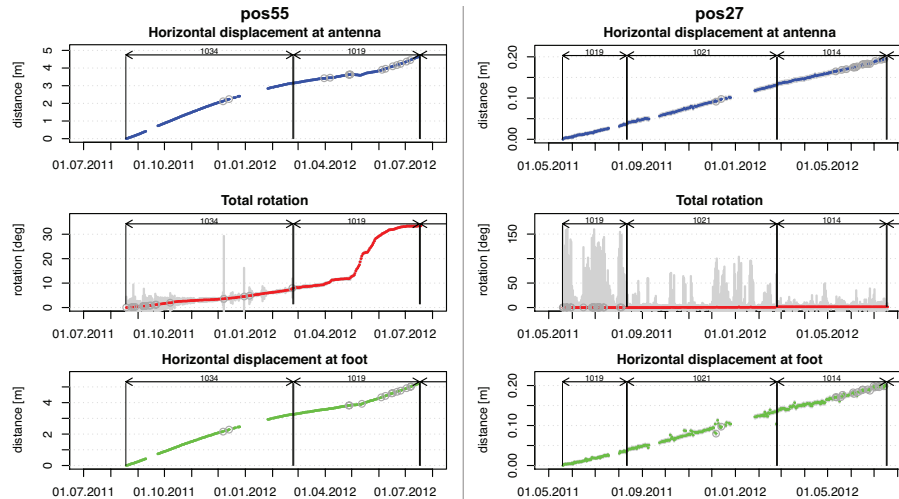 pos55
Horizontal displacement at antenna
1034 1019
distance [m]
0 1 2 3 4 5
01.07.2011 01.10.2011 01.01.2012 01.04.2012 01.07.2012
Total rotation
1034 1019
rotation [deg]
0 10 20 30
01.07.2011 01.10.2011 01.01.2012 01.04.2012 01.07.2012
Horizontal displacement at foot
1034 1019
distance [m]
0 2 4
01.07.2011 01.10.2011 01.01.2012 01.04.2012 01.07.2012
pos27
Horizontal displacement at antenna
1019 1021 1014
distance [m]
0.00 0.10 0.20
01.05.2011 01.09.2011 01.01.2012 01.05.2012
Total rotation
1019 1021 1014
rotation [deg]
0 50 100 150
01.05.2011 01.09.2011 01.01.2012 01.05.2012
Horizontal displacement at foot
1019 1021 1014
distance [m]
0.00 0.10 0.20
01.05.2011 01.09.2011 01.01.2012 01.05.2012